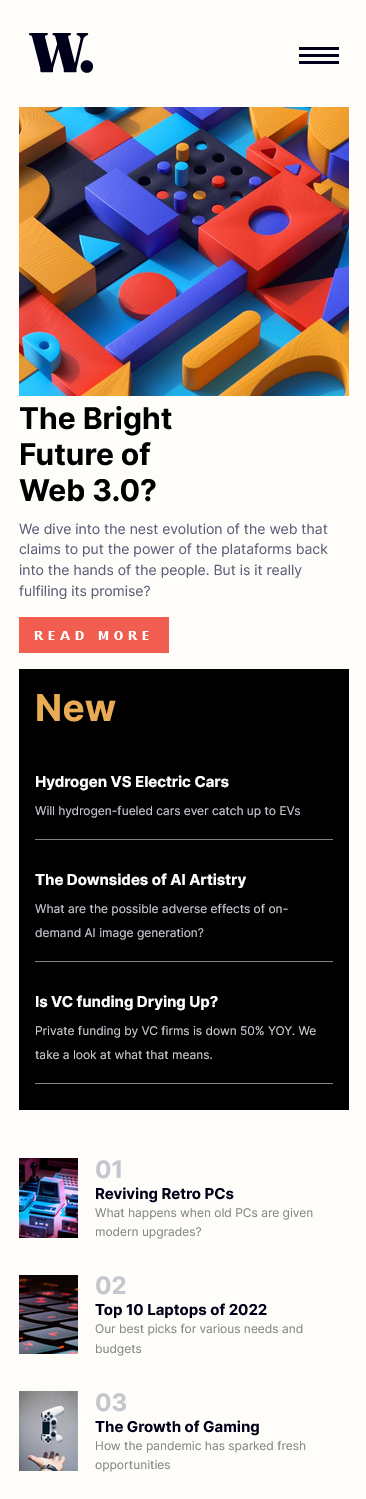 W.
The Bright
Future of
Web 3.0?
We dive into the nest evolution of the web that
claims to put the power of the plataforms back
into the hands of the people. But is it really
fulfiling its promise?
READ MORE
New
Hydrogen VS Electric Cars
Will hydrogen-fueled cars ever catch up to EVs
The Downsides of AI Artistry
What are the possible adverse effects of on-
demand AI image generation?
Is VC funding Drying Up?
Private funding by VC firms is down 50% YOY. We
take a look at what that means.
01
Reviving Retro PCs
What happens when old PCs are given
modern upgrades?
02
Top 10 Laptops of 2022
Our best picks for various needs and
budgets
03
The Growth of Gaming
How the pandemic has sparked fresh
opportunities